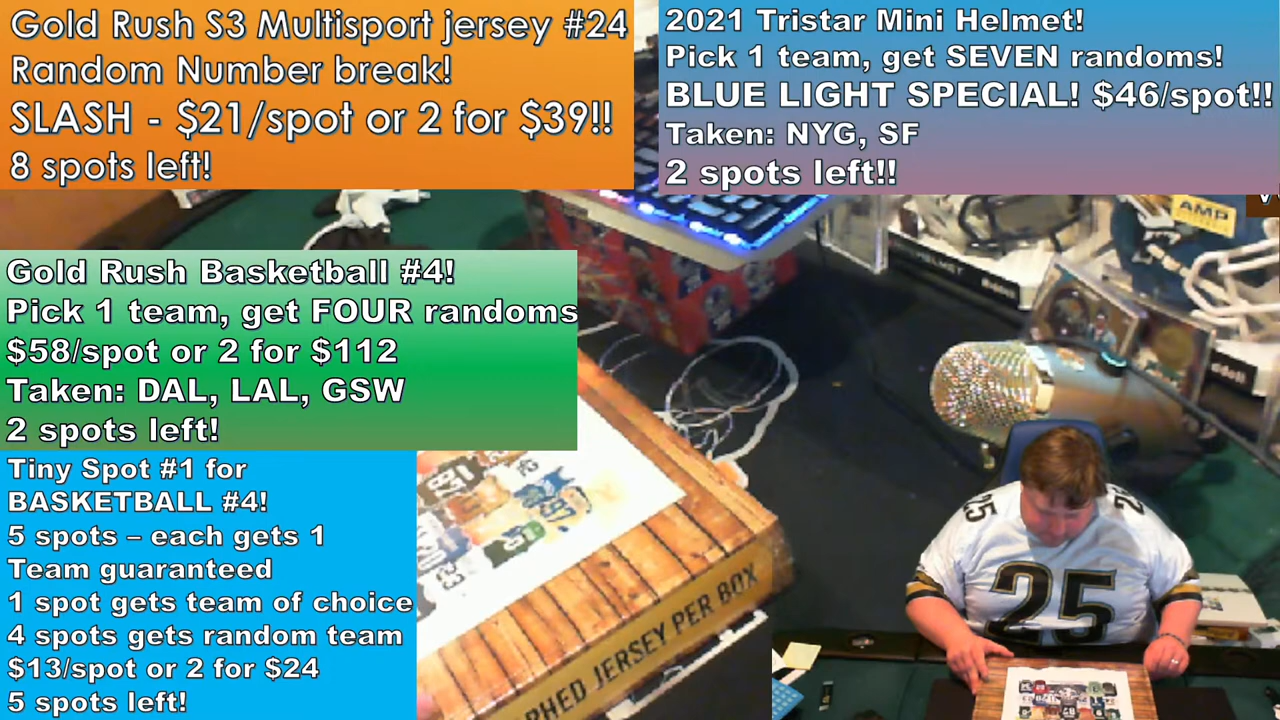 Gold Rush S3 Multisport jersey #24
Random Number break!
SLASH - $21/spot or 2 for $39!!
8 spots left!
2021 Tristar Mini Helmet!
Pick 1 team, get SEVEN randoms!
BLUE LIGHT SPECIAL! $46/spot!!
Taken: NYG, SF
2 spots left!!
AMP
V
HELMET
Gold Rush Basketball #4!
Pick 1 team, get FOUR randoms
$58/spot or 2 for $112
Taken: DAL, LAL, GSW
2 spots left!
Tiny Spot #1 for
BASKETBALL #4!
5 spots – each gets 1
Team guaranteed
1 spot gets team of choice
4 spots gets random team
$13/spot or 2 for $24
5 spots left!
PHED JERSEY PER BOX
25
25